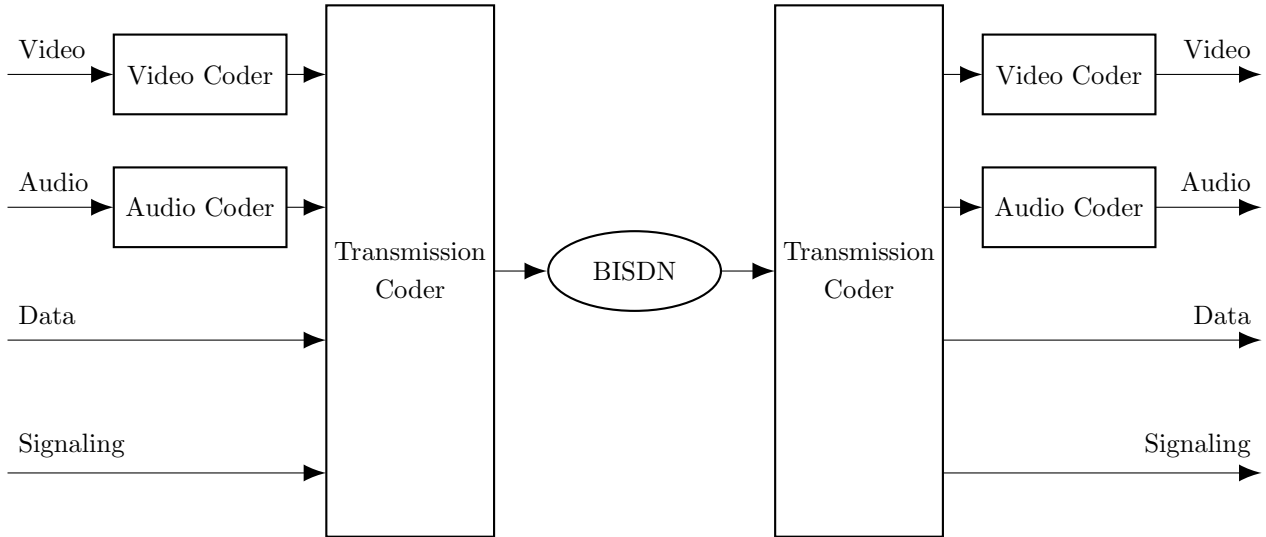 Video
Video Coder
Audio
Audio Coder
Data
Signaling
Transmission
Coder
BISDN
Transmission
Coder
Video Coder
Video
Audio Coder
Audio
Data
Signaling